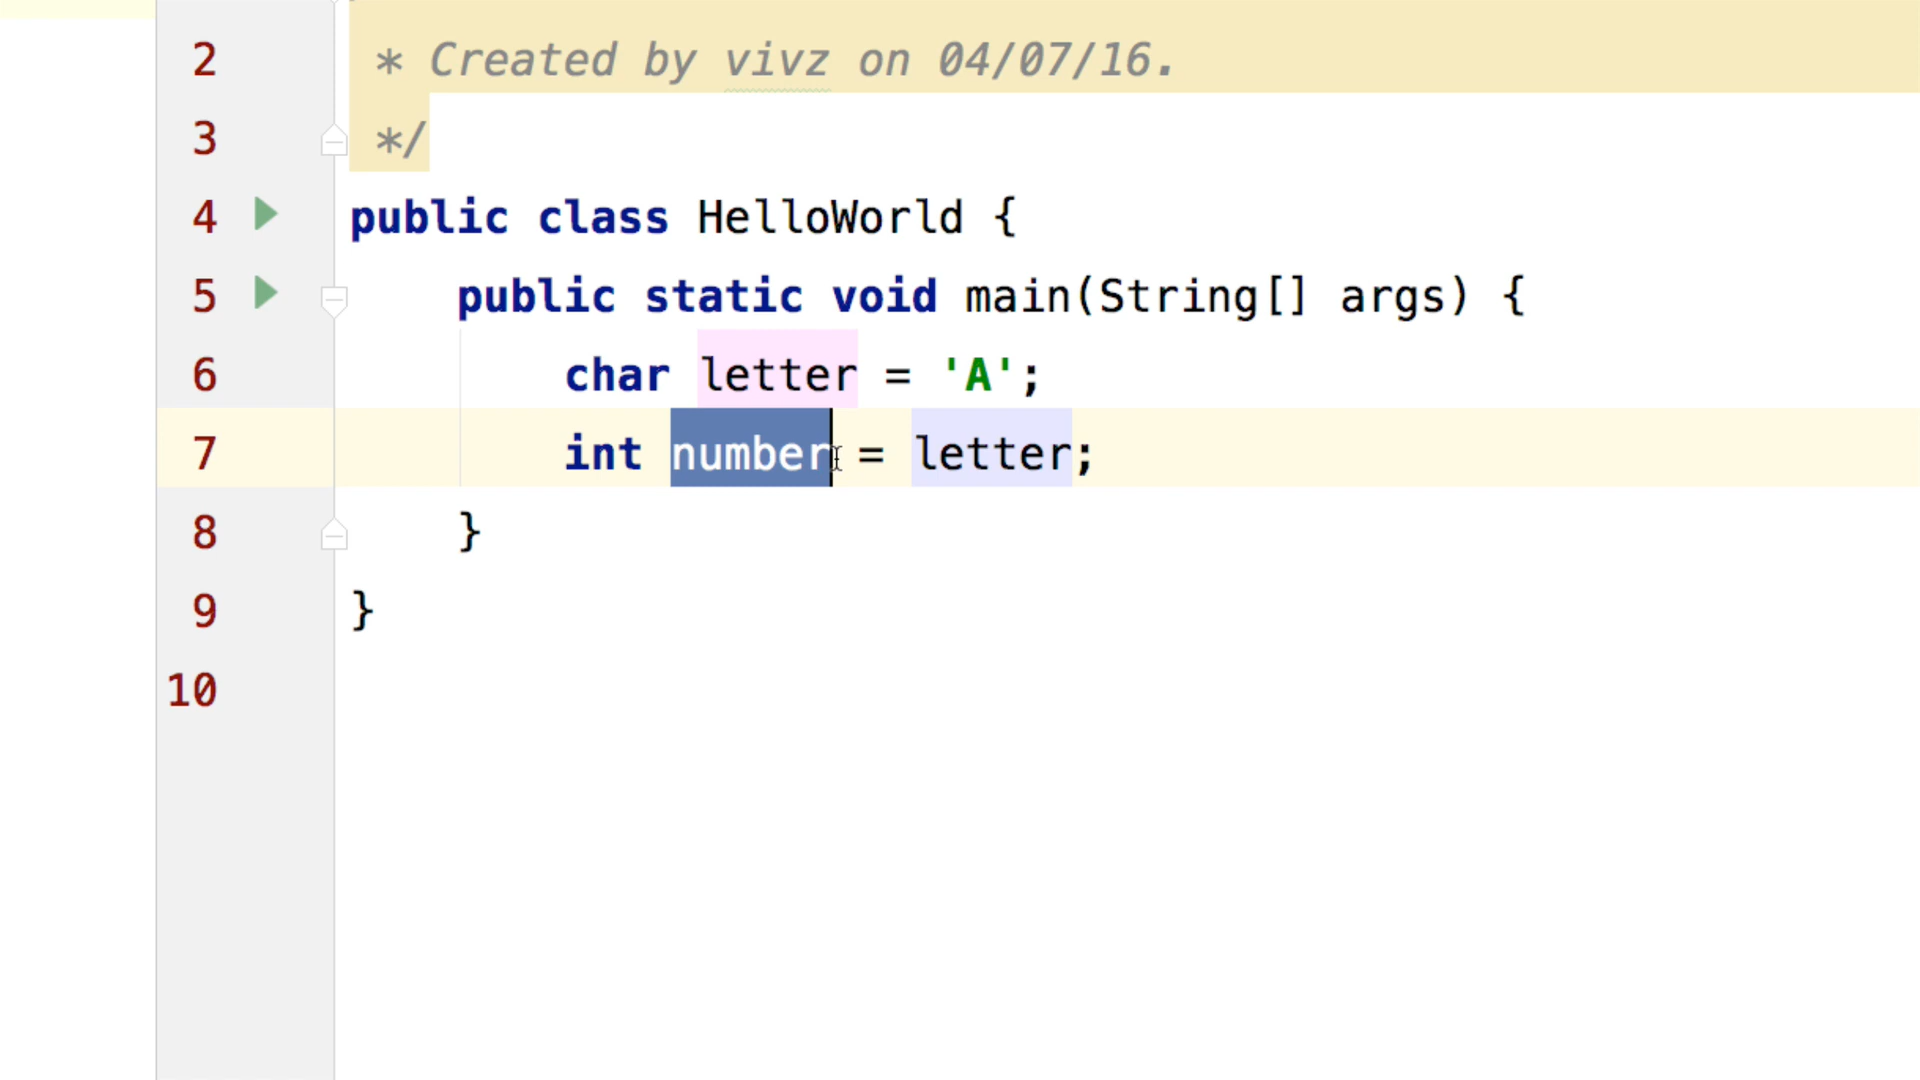 2 * Created by vivz on 04/07/16.
3 */
4 public class HelloWorld {
5 public static void main(String[] args) {
6 char letter = 'A';
7 int number = letter;
8 }
9 }
10